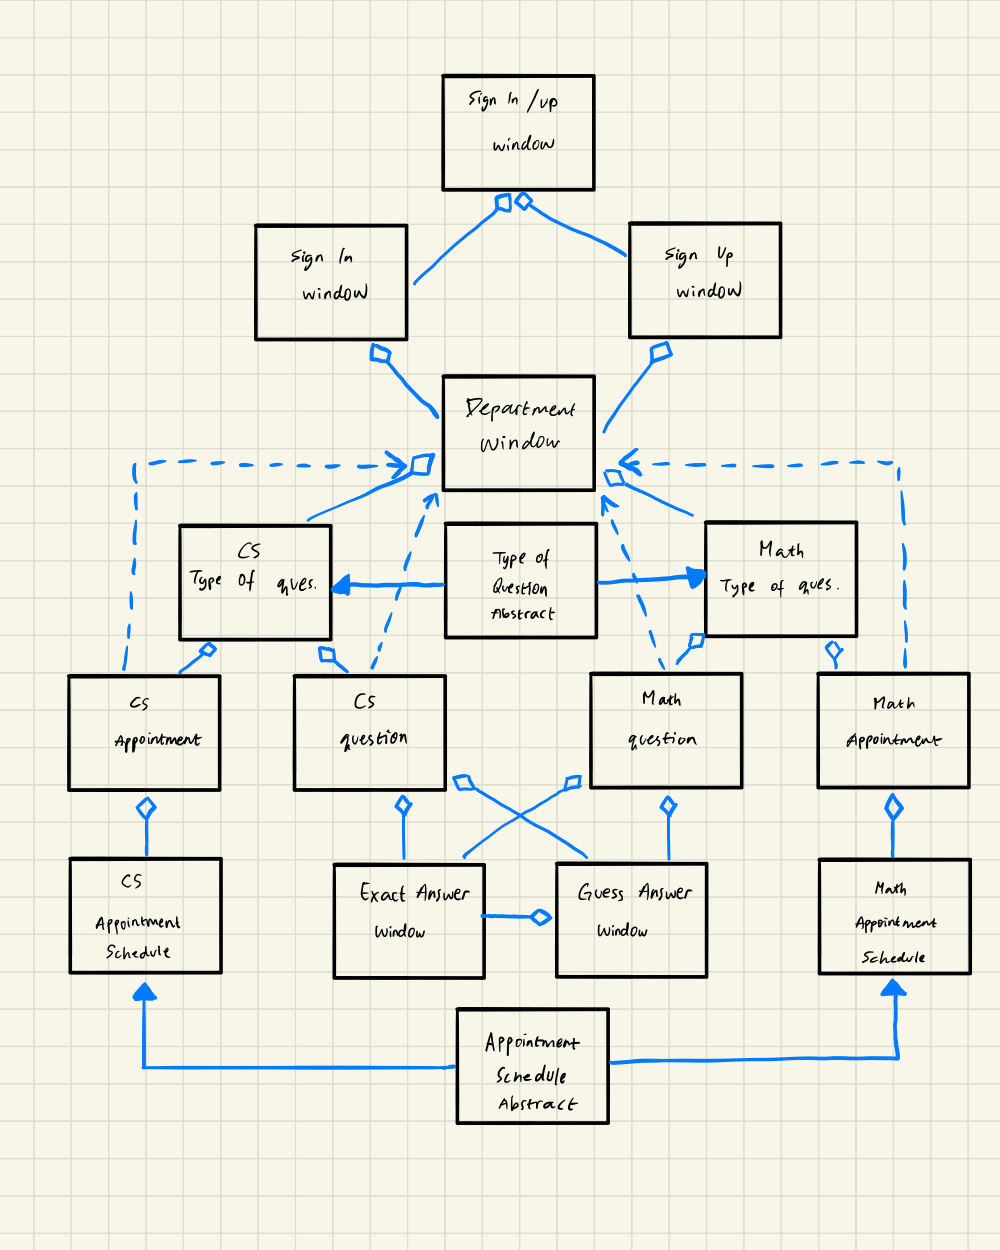 Sign In / up
window
Sign In
window
Sign Up
window
Department
Window
CS
Type of ques.
Type of
Question
Abstract
Math
Type of ques.
CS
Appointment
CS
question
Math
question
Math
Appointment
CS
Appointment
Schedule
Exact Answer
Window
Guess Answer
Window
Math
Appointment
Schedule
Appointment
Schedule
Abstract